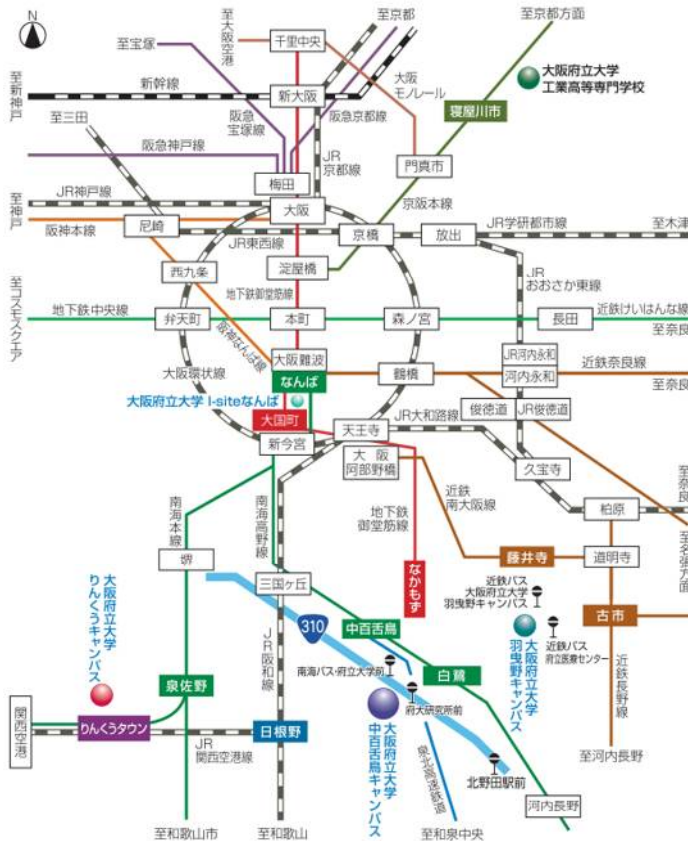 N
至京都
至京都方面
至宝塚
至大阪空港
千里中央
大阪府立大学
工業高等専門学校
至新神戸
新幹線
新大阪
大阪
モノレール
寝屋川市
至三田
阪急
宝塚線
阪急京都線
阪急神戸線
JR
京都線
門真市
梅田
京阪本線
JR神戸線
大阪
至神戸
阪神本線
尼崎
JR東西線
京橋
放出
JR学研都市線
至木津
西九条
淀屋橋
JR
おおさか東線
至コスモスクエア
地下鉄中央線
地下鉄御堂筋線
弁天町
本町
森ノ宮
長田
近鉄けいはんな線
至奈良
阪神なんば線
大阪環状線
大阪難波
なんば
鶴橋
JR河内永和
河内永和
近鉄奈良線
至奈良
大阪府立大学 I-siteなんば
大国町
俊徳道
JR俊徳道
天王寺
JR大和路線
新今宮
大阪
阿部野橋
久宝寺
至奈良
南海本線
南海高野線
近鉄
南大阪線
地下鉄
御堂筋線
柏原
至名張方面
堺
藤井寺
道明寺
なかもず
三国ヶ丘
近鉄バス
大阪府立大学
羽曳野キャンパス
古市
大阪府立大学
りんくうキャンパス
310
中百舌鳥
大阪府立大学
羽曳野キャンパス
近鉄バス
府立医療センター
JR阪和線
南海バス・府立大学前
白鷺
近鉄長野線
泉佐野
府大研究所前
関西空港
りんくうタウン
日根野
大阪府立大学
中百舌鳥キャンパス
JR
関西空港線
泉北高速鉄道
北野田駅前
至河内長野
河内長野
至和歌山市
至和歌山
至和泉中央